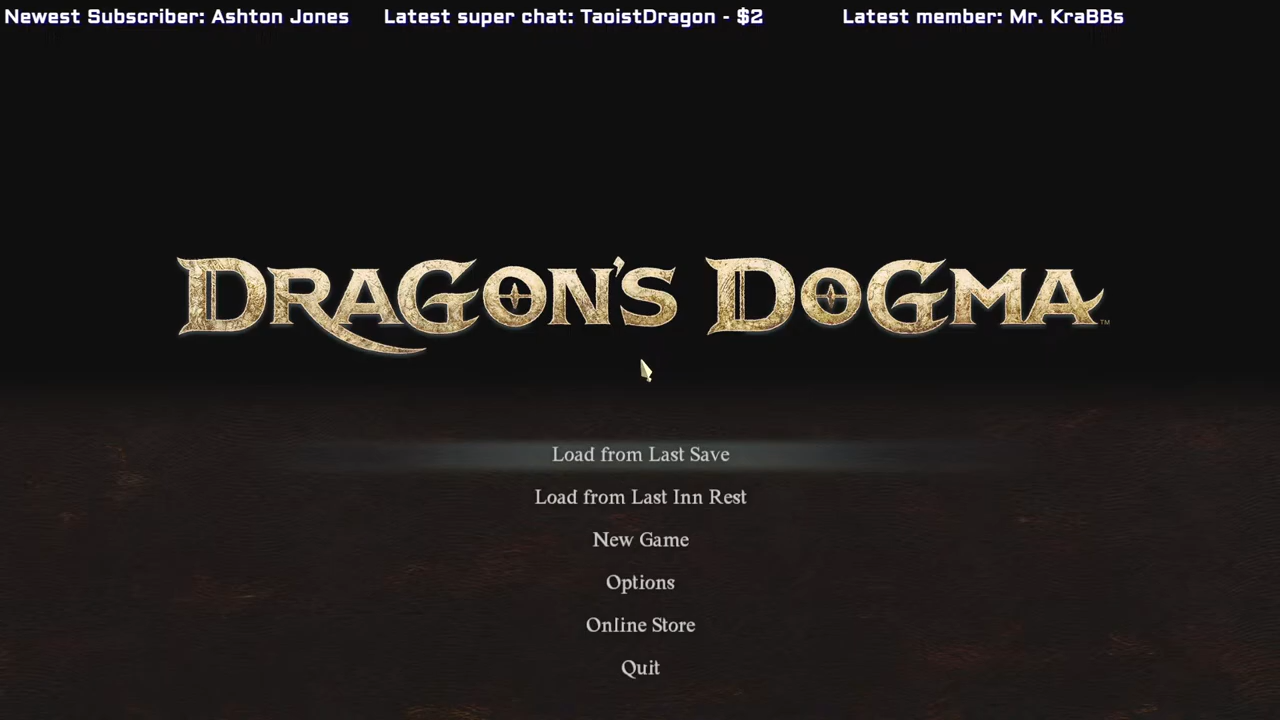 Newest Subscriber: Ashton Jones Latest super chat: TaoistDragon - $2 Latest member: Mr. KraBBs
DRAGON'S DOGMA™
Load from Last Save
Load from Last Inn Rest
New Game
Options
Online Store
Quit